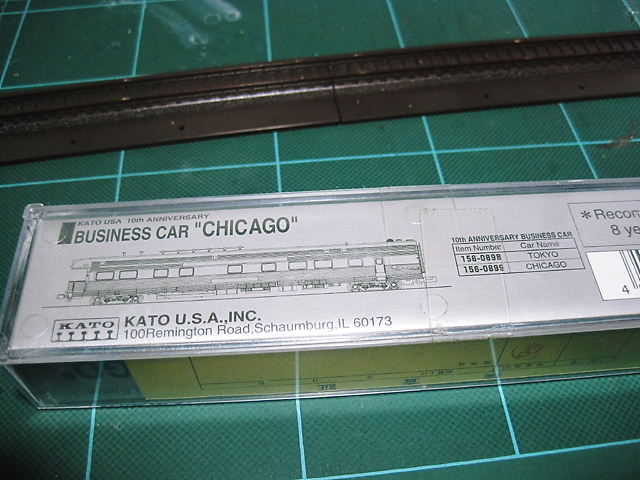 KATO USA 10th ANNIVERSARY
BUSINESS CAR "CHICAGO"
10th ANNIVERSARY BUSINESS CAR
Item Number Car Name
156-0898 TOKYO
156-0899 CHICAGO
* Recom
8 ye
4
KATO
KATO U.S.A.,INC.
100Remington Road,Schaumburg,IL 60173